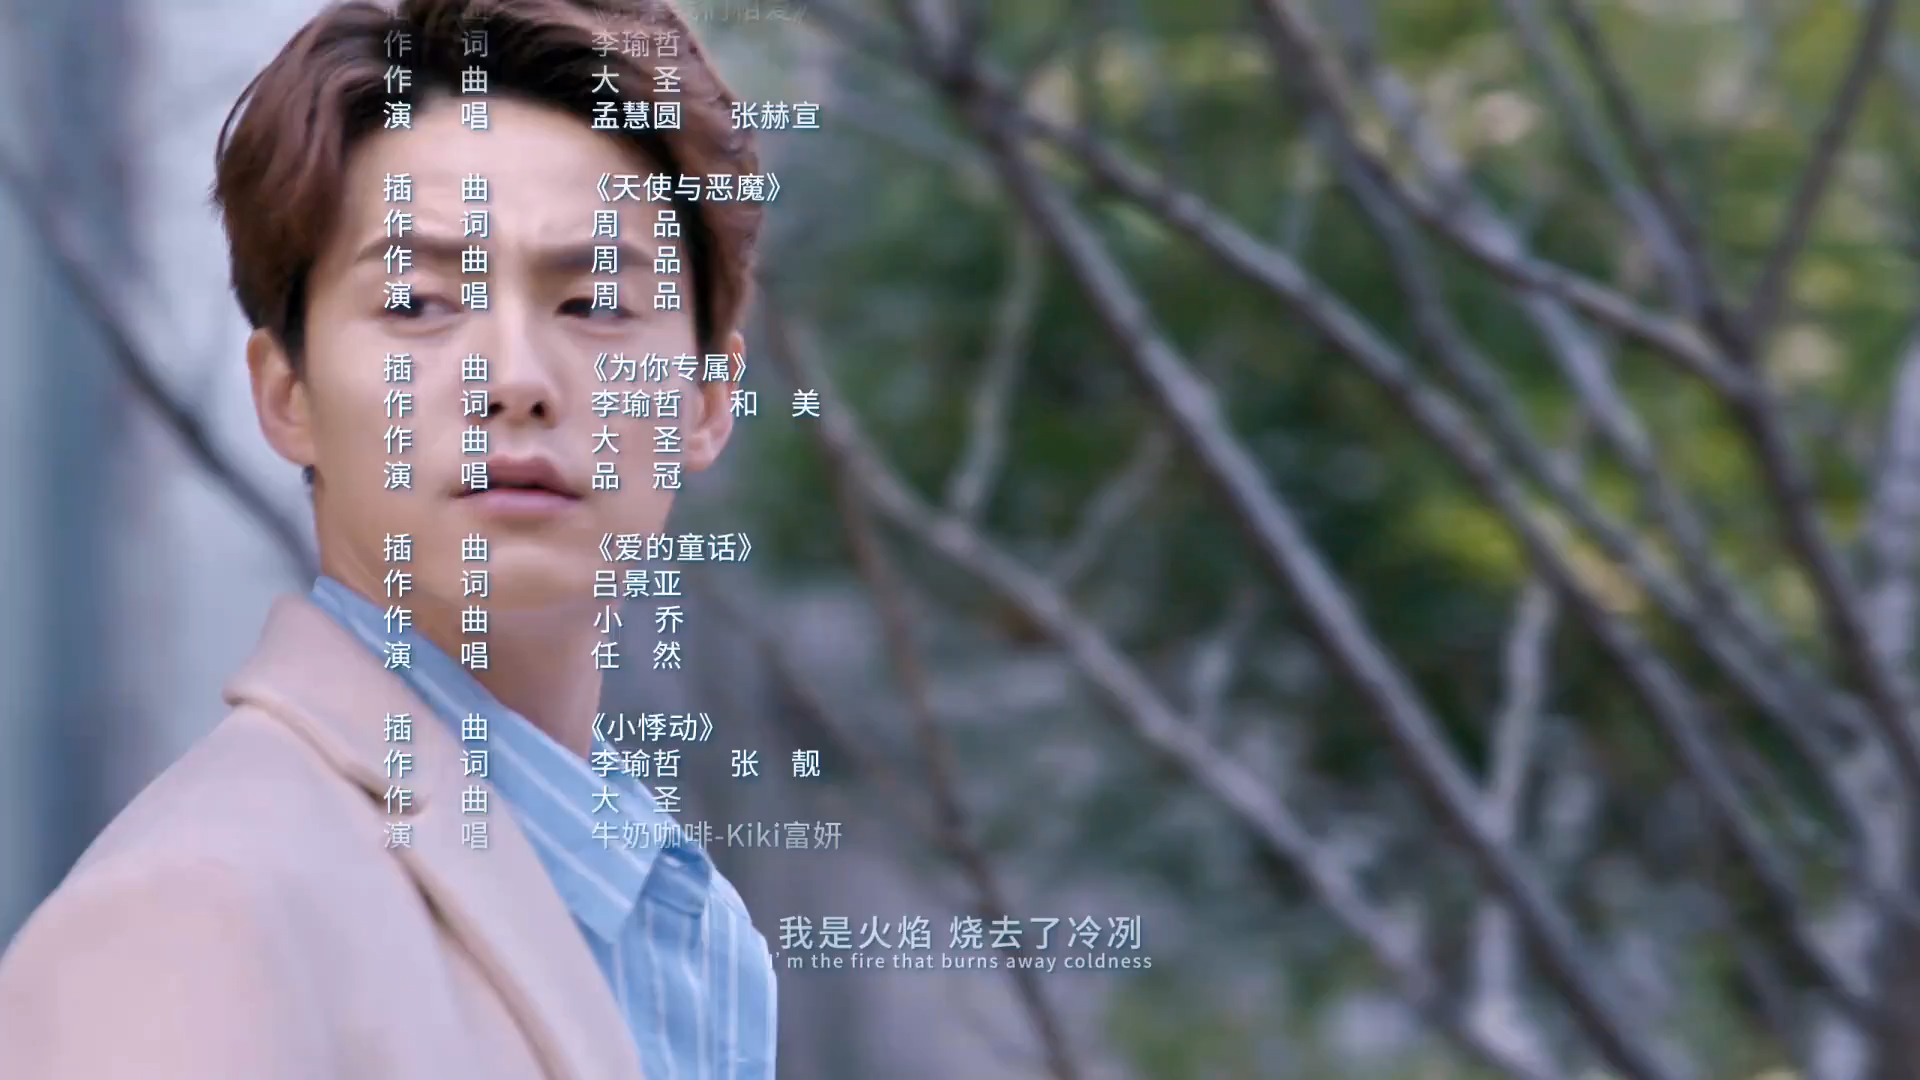 作 词 李瑜哲
作 曲 大 圣
演 唱 孟慧圆 张赫宣
插 曲 《天使与恶魔》
作 词 周 品
作 曲 周 品
演 唱 周 品
插 曲 《为你专属》
作 词 李瑜哲 和 美
作 曲 大 圣
演 唱 品 冠
插 曲 《爱的童话》
作 词 吕景亚
作 曲 小 乔
演 唱 任 然
插 曲 《小悸动》
作 词 李瑜哲 张 靓
作 曲 大 圣
演 唱 牛奶咖啡-Kiki富妍
我是火焰 烧去了冷冽
I'm the fire that burns away coldness